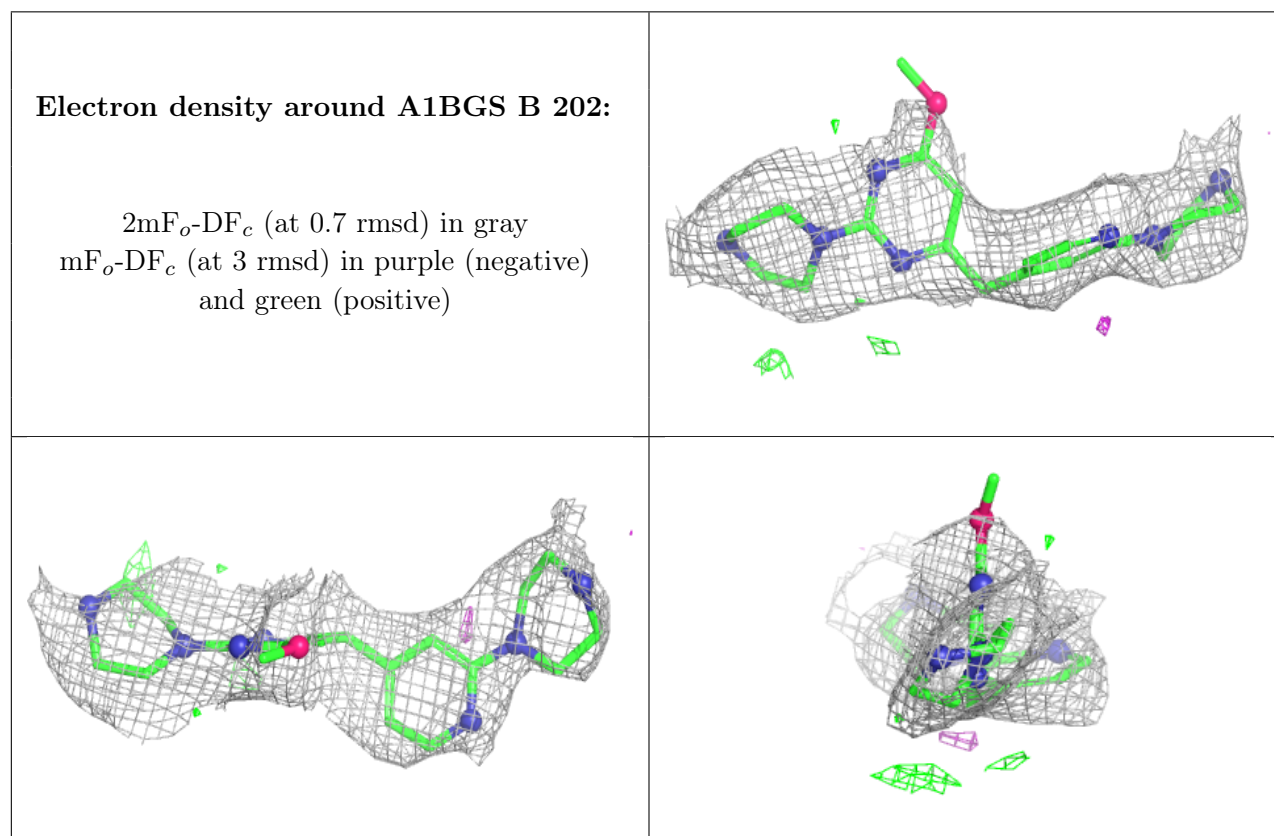 Electron density around A1BGS B 202:
2mFo-DFc (at 0.7 rmsd) in gray
mFo-DFc (at 3 rmsd) in purple (negative)
and green (positive)